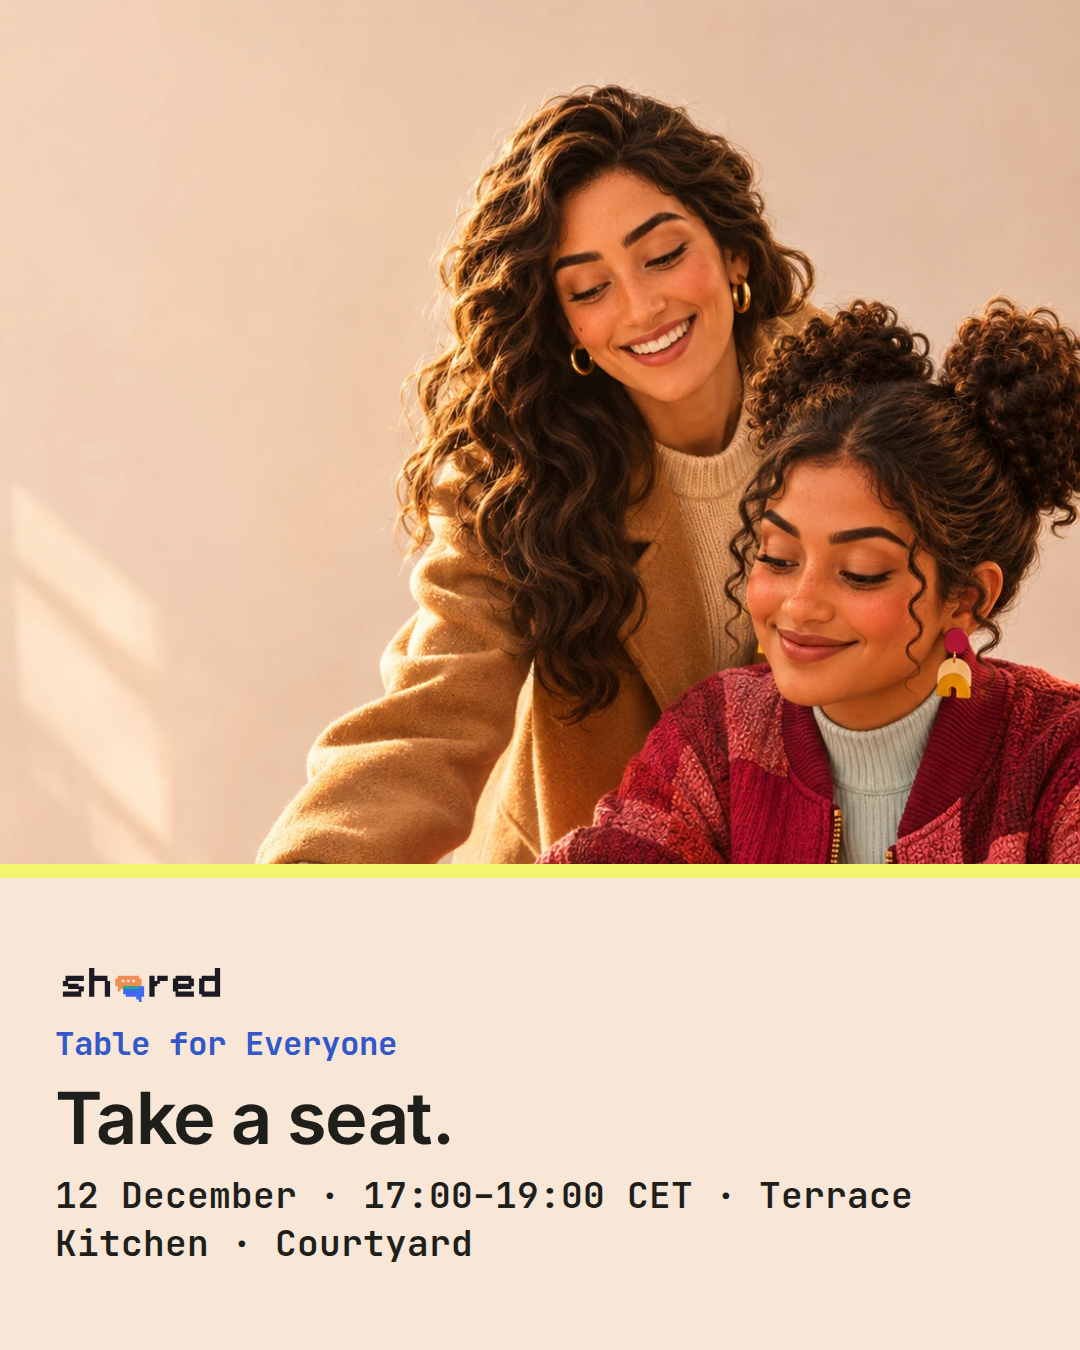 shared
Table for Everyone
Take a seat.
12 December · 17:00–19:00 CET · Terrace
Kitchen · Courtyard